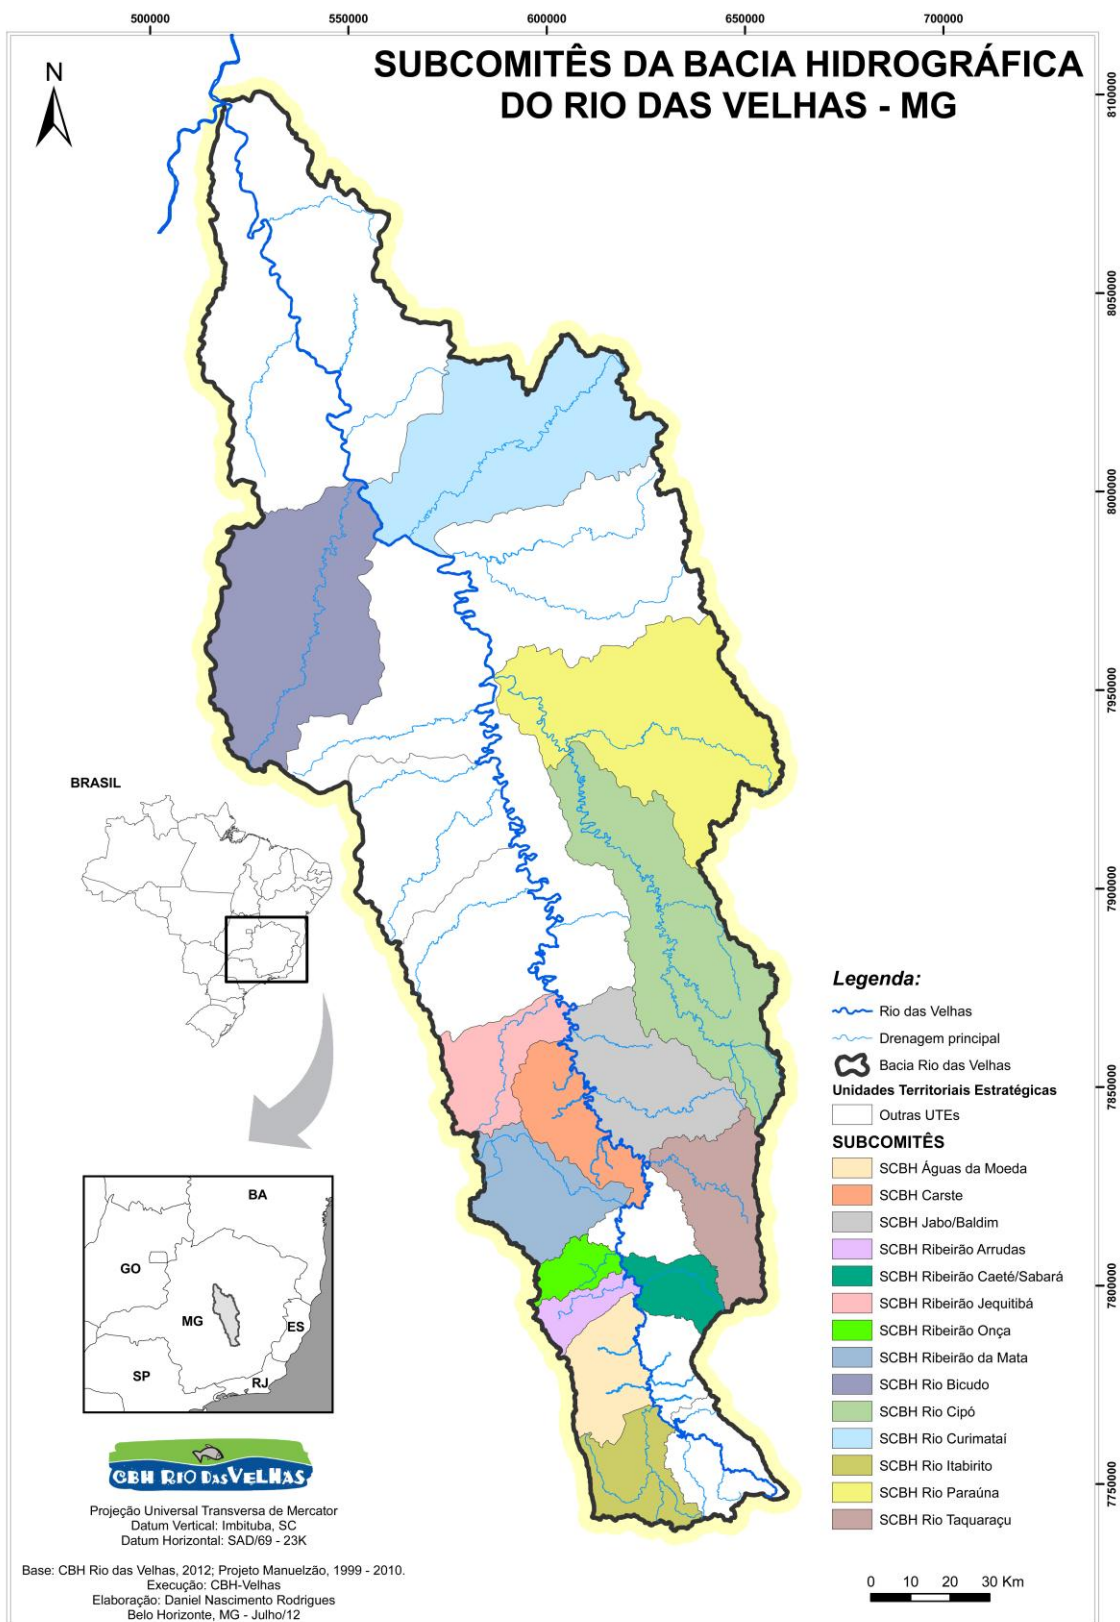 500000
550000
600000
650000
700000
SUBCOMITÊS DA BACIA HIDROGRÁFICA
DO RIO DAS VELHAS - MG
N
8100000
8050000
8000000
7950000
7900000
7850000
7800000
7750000
BRASIL
Legenda:
Rio das Velhas
Drenagem principal
Bacia Rio das Velhas
Unidades Territoriais Estratégicas
Outras UTEs
SUBCOMITÊS
SCBH Águas da Moeda
SCBH Carste
SCBH Jabo/Baldim
SCBH Ribeirão Arrudas
SCBH Ribeirão Caeté/Sabará
SCBH Ribeirão Jequitibá
SCBH Ribeirão Onça
SCBH Ribeirão da Mata
SCBH Rio Bicudo
SCBH Rio Cipó
SCBH Rio Curimataí
SCBH Rio Itabirito
SCBH Rio Paraúna
SCBH Rio Taquaraçu
0 10 20 30 Km
BA
GO
MG
ES
SP
RJ
CBH RIO DAS VELHAS
Projeção Universal Transversa de Mercator
Datum Vertical: Imbituba, SC
Datum Horizontal: SAD/69 - 23K
Base: CBH Rio das Velhas, 2012; Projeto Manuelzão, 1999 - 2010.
Execução: CBH-Velhas
Elaboração: Daniel Nascimento Rodrigues
Belo Horizonte, MG - Julho/12